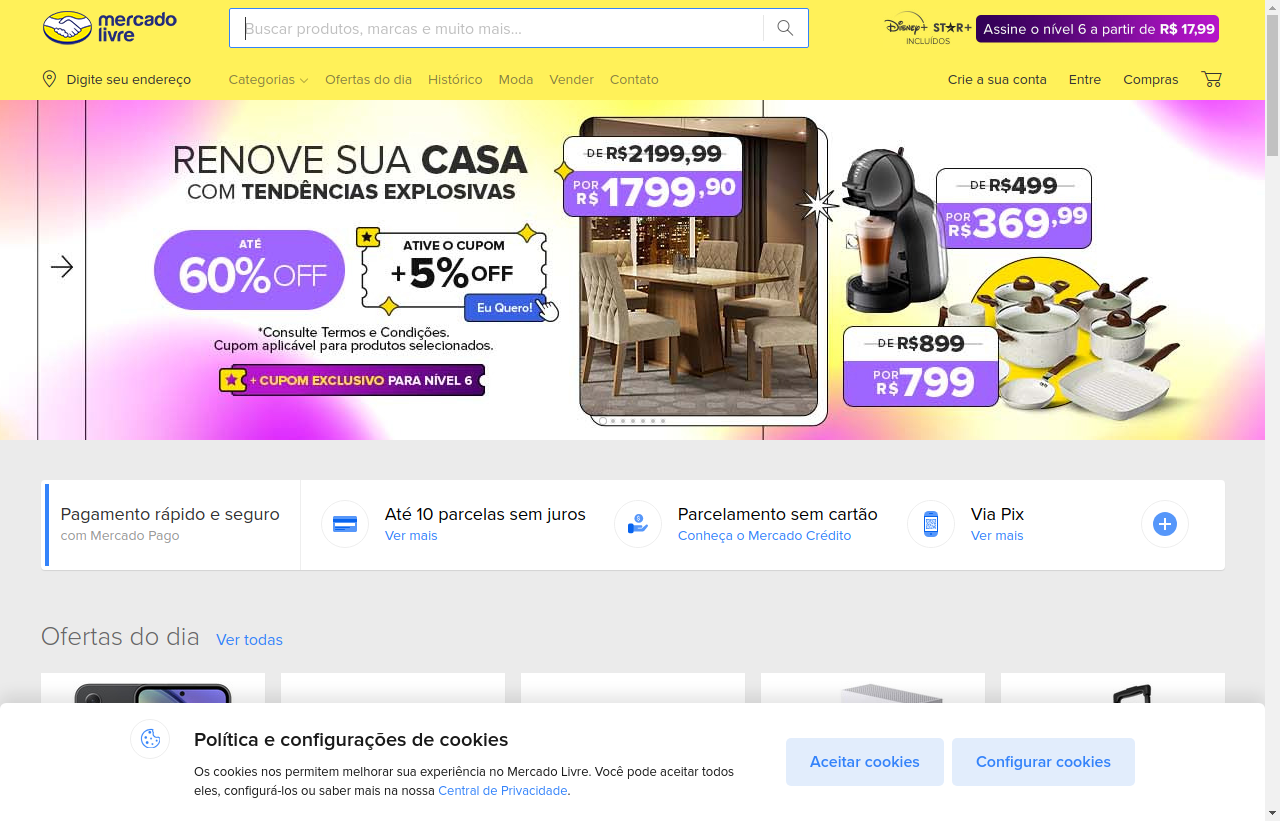 mercado
livre
Buscar produtos, marcas e muito mais...
Disney+ STAR+
INCLUÍDOS
Assine o nível 6 a partir de R$ 17,99
Digite seu endereço
Categorias
Ofertas do dia
Histórico
Moda
Vender
Contato
Crie a sua conta
Entre
Compras
RENOVE SUA CASA
COM TENDÊNCIAS EXPLOSIVAS
ATÉ
60% OFF
ATIVE O CUPOM
+5% OFF
Eu Quero!
*Consulte Termos e Condições.
Cupom aplicável para produtos selecionados.
+ CUPOM EXCLUSIVO PARA NÍVEL 6
DE R$2199,99
POR R$ 1799,90
DE R$499
POR R$ 369,99
DE R$899
POR R$ 799
Pagamento rápido e seguro
com Mercado Pago
Até 10 parcelas sem juros
Ver mais
Parcelamento sem cartão
Conheça o Mercado Crédito
Via Pix
Ver mais
Ofertas do dia
Ver todas
Política e configurações de cookies
Os cookies nos permitem melhorar sua experiência no Mercado Livre. Você pode aceitar todos
eles, configurá-los ou saber mais na nossa Central de Privacidade.
Aceitar cookies
Configurar cookies